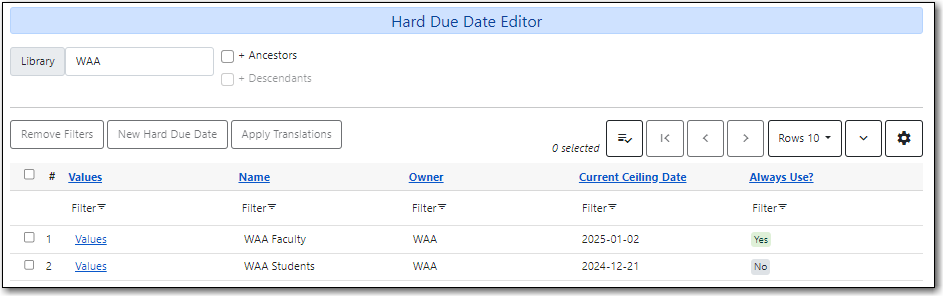 Hard Due Date Editor
Library WAA + Ancestors
+ Descendants
Remove Filters New Hard Due Date Apply Translations 0 selected Rows 10
# Values Name Owner Current Ceiling Date Always Use?
Filter Filter Filter Filter Filter
1 Values WAA Faculty WAA 2025-01-02 Yes
2 Values WAA Students WAA 2024-12-21 No